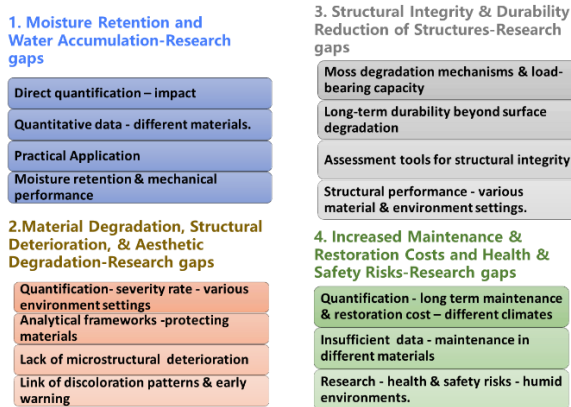 1. Moisture Retention and
Water Accumulation-Research
gaps
Direct quantification – impact
Quantitative data - different materials.
Practical Application
Moisture retention & mechanical
performance
2.Material Degradation, Structural
Deterioration, & Aesthetic
Degradation-Research gaps
Quantification- severity rate - various
environment settings
Analytical frameworks -protecting
materials
Lack of microstructural deterioration
Link of discoloration patterns & early
warning
3. Structural Integrity & Durability
Reduction of Structures-Research
gaps
Moss degradation mechanisms & load-
bearing capacity
Long-term durability beyond surface
degradation
Assessment tools for structural integrity
Structural performance - various
material & environment settings.
4. Increased Maintenance &
Restoration Costs and Health &
Safety Risks-Research gaps
Quantification - long term maintenance
& restoration cost – different climates
Insufficient data - maintenance in
different materials
Research - health & safety risks - humid
environments.